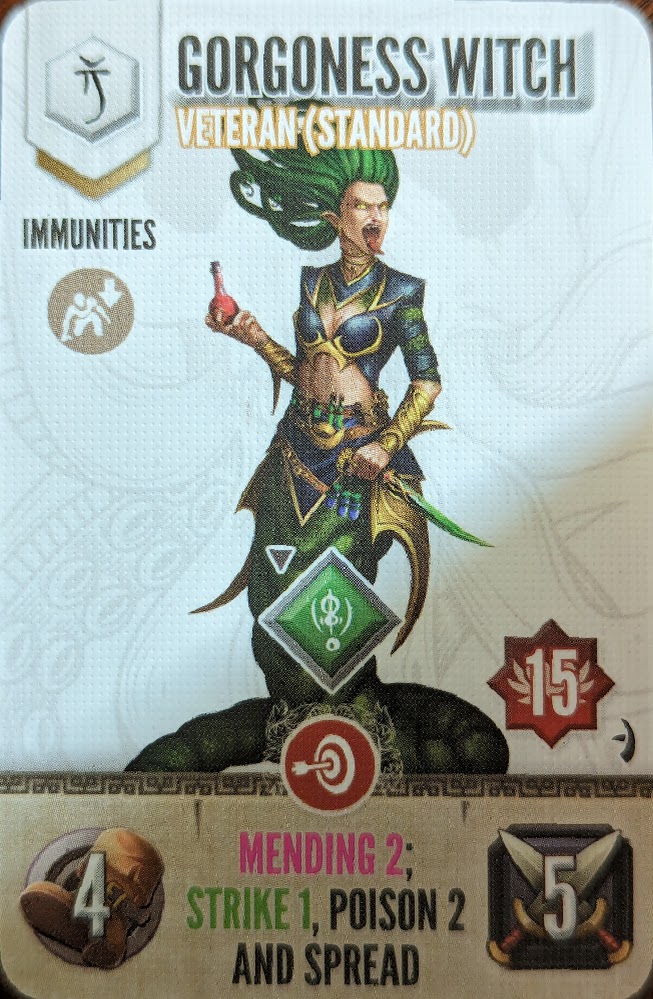 GORGONESS WITCH
VETERAN (STANDARD)
IMMUNITIES
15
4
MENDING 2;
STRIKE 1, POISON 2
AND SPREAD
5